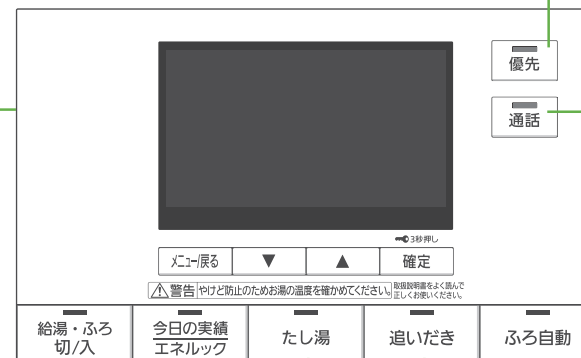 優先
通話
3秒押し
メニュー/戻る ▼ ▲ 確定
警告 やけど防止のためお湯の温度を確かめてください。 取扱説明書をよく読んで
正しくお使いください。
給湯・ふろ
切/入
今日の実績
エネルック
たし湯
追いだき
ふろ自動